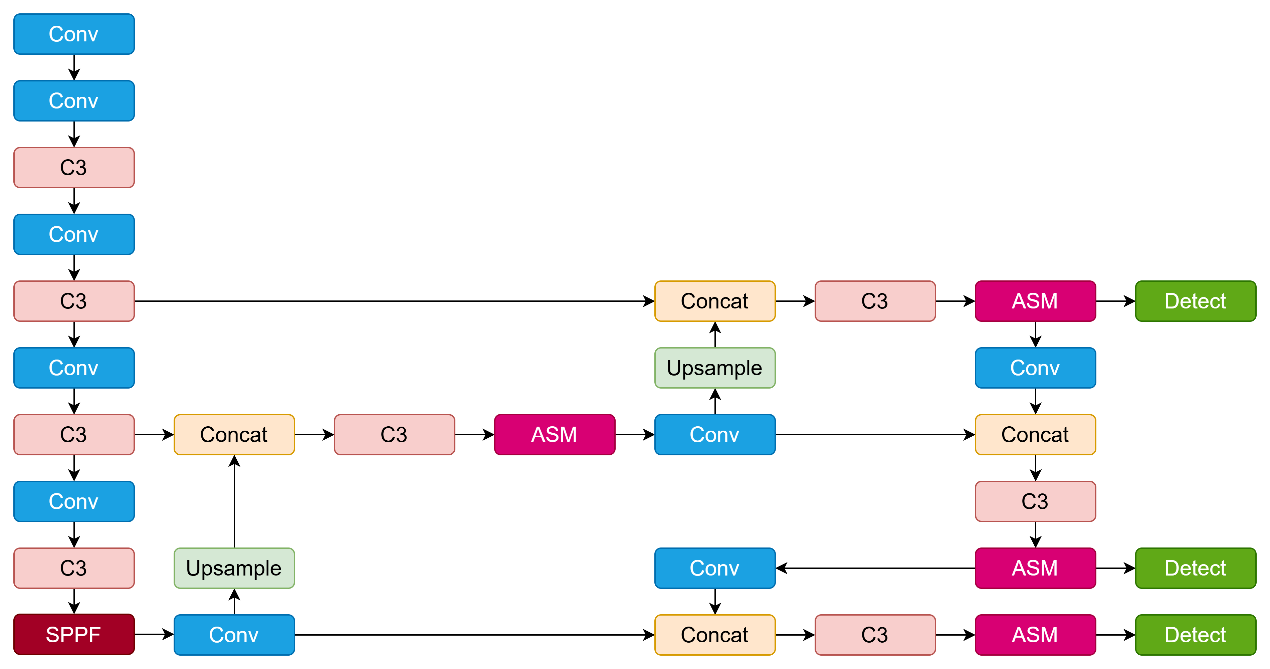 Conv
Conv
C3
Conv
C3 Concat C3 ASM Detect
Conv Upsample Conv
C3 Concat C3 ASM Conv Concat
Conv C3
C3 Upsample Conv ASM Detect
SPPF Conv Concat C3 ASM Detect